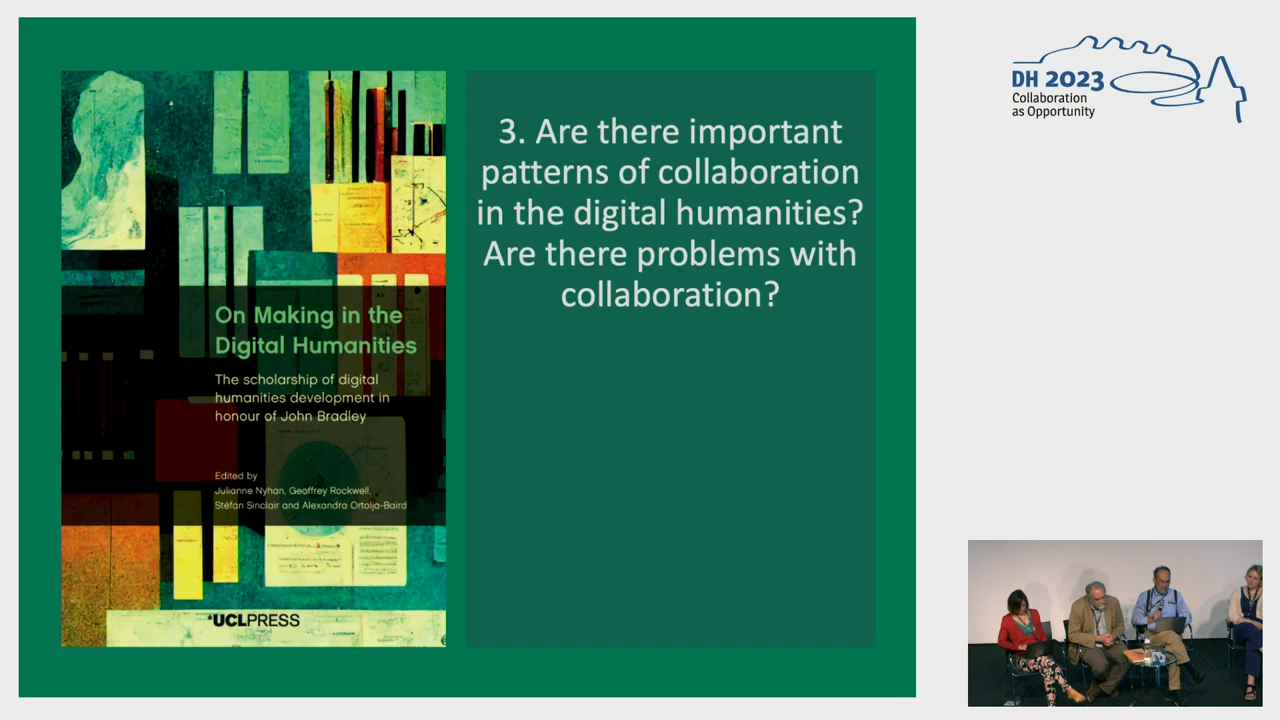 On Making in the
Digital Humanities
The scholarship of digital
humanities development in
honour of John Bradley
Edited by
Julianne Nyhan, Geoffrey Rockwell,
Stéfan Sinclair and Alexandra Ortolja-Baird
UCLPRESS
3. Are there important
patterns of collaboration
in the digital humanities?
Are there problems with
collaboration?
DH 2023
Collaboration
as Opportunity